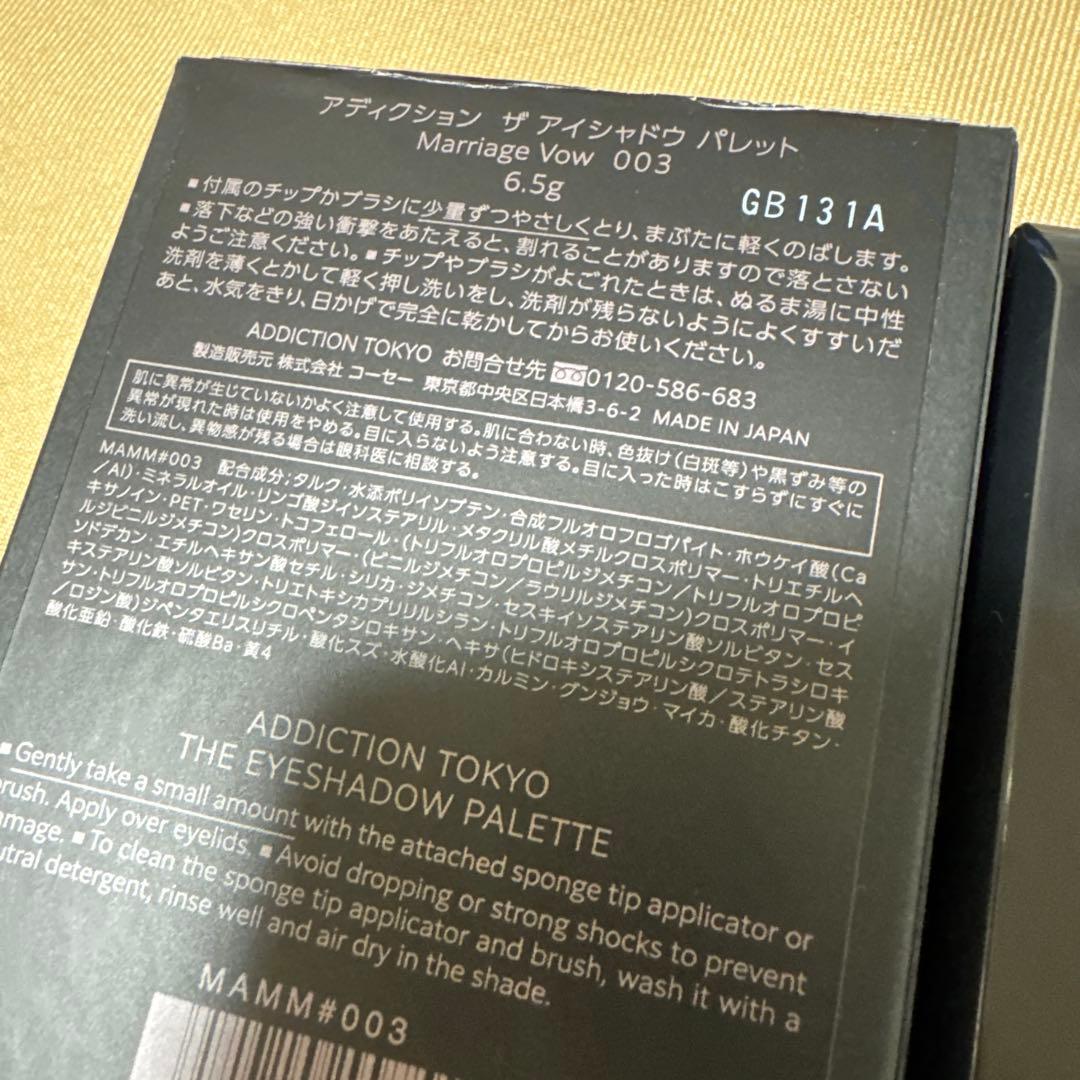 アディクション ザ アイシャドウ パレット
Marriage Vow 003
6.5g
GB131A
▪付属のチップかブラシに少量ずつやさしくとり、まぶたに軽くのばします。
▪落下などの強い衝撃をあたえると、割れることがありますので落とさない
ようご注意ください。▪チップやブラシがよごれたときは、ぬるま湯に中性
洗剤を薄くとかして軽く押し洗いをし、洗剤が残らないようによくすすいだ
あと、水気をきり、日かげで完全に乾かしてからお使いください。
ADDICTION TOKYO お問合せ先 0120-586-683
製造販売元 株式会社 コーセー 東京都中央区日本橋3-6-2 MADE IN JAPAN
肌に異常が生じていないかよく注意して使用する。肌に合わない時、色抜け(白斑等)や黒ずみ等の
異常が現れた時は使用をやめる。目に入らないよう注意する。目に入った時はこすらずにすぐに
洗い流し、異物感が残る場合は眼科医に相談する。
MAMM#003 配合成分;タルク・水添ポリイソブテン・合成フルオロフロゴパイト・ホウケイ酸(Ca
/Al)・ミネラルオイル・リンゴ酸ジイソステアリル・メタクリル酸メチルクロスポリマー・トリエチルヘ
キサノイン・PET・ワセリン・トコフェロール・(トリフルオロプロピルジメチコン/トリフルオロプロピ
ルジビニルジメチコン)クロスポリマー・(ビニルジメチコン/ラウリルジメチコン)クロスポリマー・イ
ソドデカン・エチルヘキサン酸セチル・シリカ・ジメチコン・セスキイソステアリン酸ソルビタン・セス
キステアリン酸ソルビタン・トリエトキシカプリリルシラン・トリフルオロプロピルシクロテトラシロキ
サン・トリフルオロプロピルシクロペンタシロキサン・ヘキサ(ヒドロキシステアリン酸/ステアリン酸
/ロジン酸)ジペンタエリスリチル・酸化スズ・水酸化Al・カルミン・グンジョウ・マイカ・酸化チタン・
酸化亜鉛・酸化鉄・硫酸Ba・黄4
ADDICTION TOKYO
THE EYESHADOW PALETTE
▪Gently take a small amount with the attached sponge tip applicator or
brush. Apply over eyelids. ▪Avoid dropping or strong shocks to prevent
amage. ▪To clean the sponge tip applicator and brush, wash it with a
utral detergent, rinse well and air dry in the shade.
MAMM#003